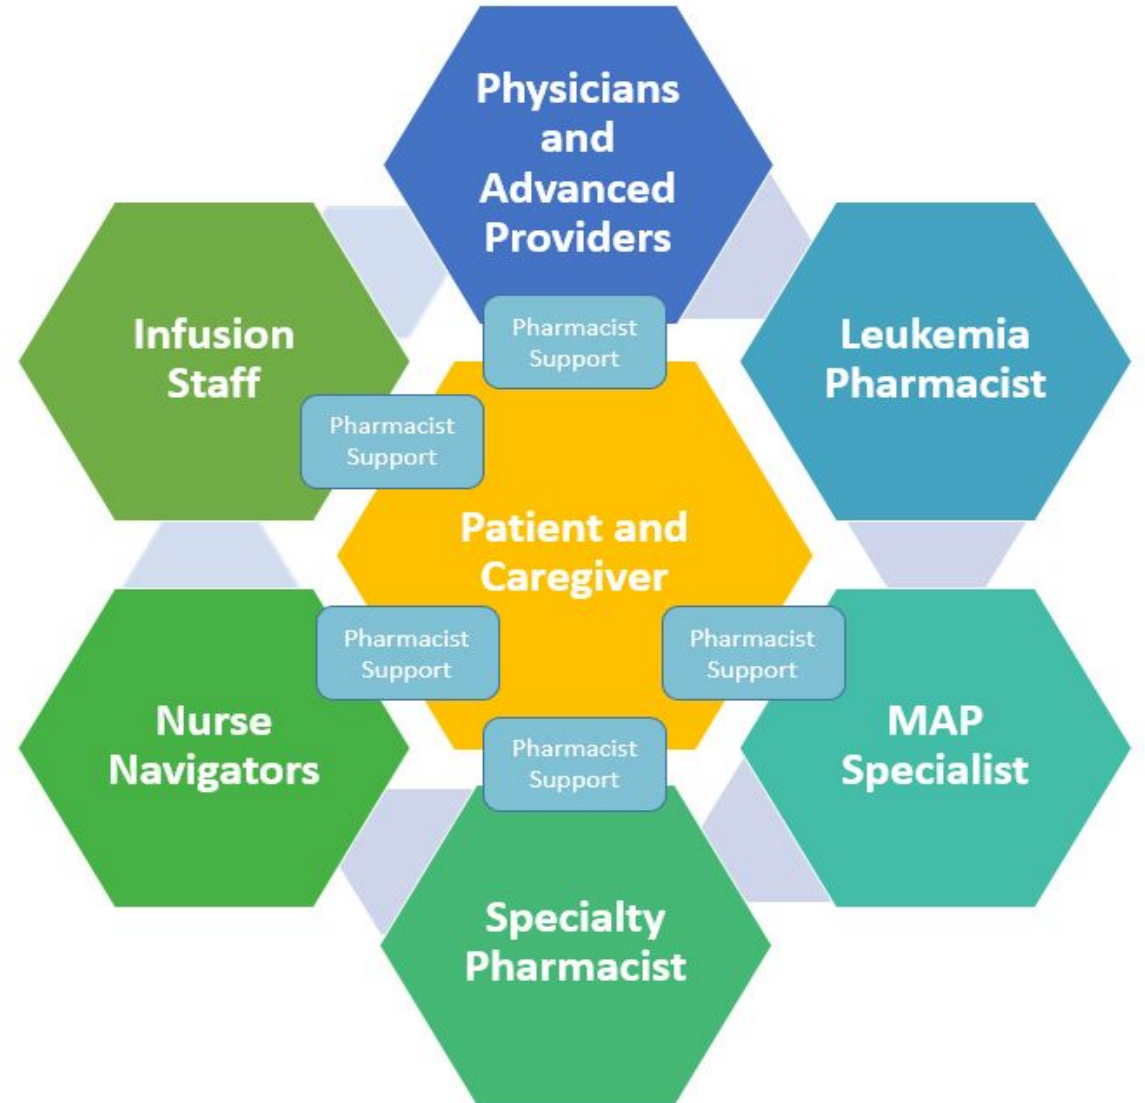 Physicians
and
Advanced
Providers
Infusion
Staff
Leukemia
Pharmacist
Pharmacist
Support
Pharmacist
Support
Patient and
Caregiver
Pharmacist
Support
Pharmacist
Support
Nurse
Navigators
MAP
Specialist
Pharmacist
Support
Specialty
Pharmacist